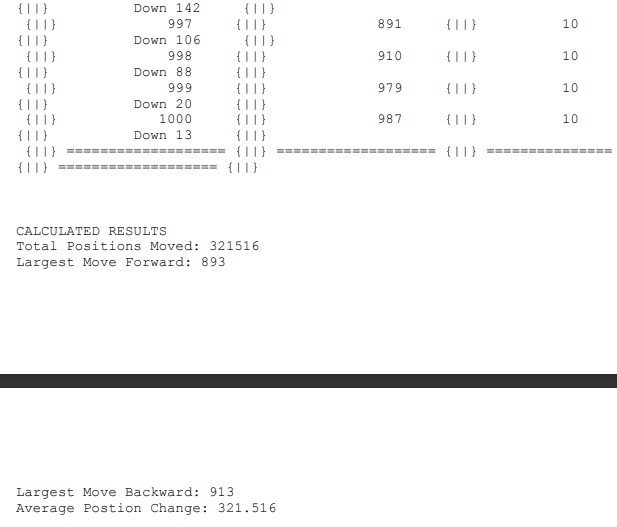 {||} Down 142 {||}
{||} 997 {||} 891 {||} 10
{||} Down 106 {||}
{||} 998 {||} 910 {||} 10
{||} Down 88 {||}
{||} 999 {||} 979 {||} 10
{||} Down 20 {||}
{||} 1000 {||} 987 {||} 10
{||} Down 13 {||}
{||} =================== {||} =================== {||} ===============
{||} =================== {||}
CALCULATED RESULTS
Total Positions Moved: 321516
Largest Move Forward: 893
Largest Move Backward: 913
Average Postion Change: 321.516